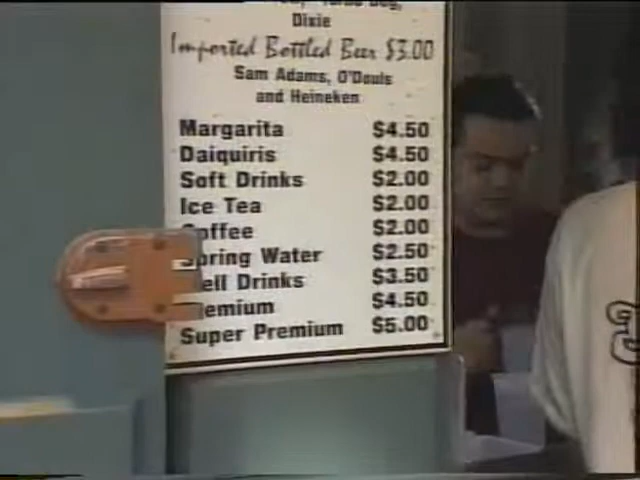 Dixie
Imported Bottled Beer $3.00
Sam Adams, O'Douls
and Heineken
Margarita $4.50
Daiquiris $4.50
Soft Drinks $2.00
Ice Tea $2.00
Coffee $2.00
Spring Water $2.50
ell Drinks $3.50
emium $4.50
Super Premium $5.00